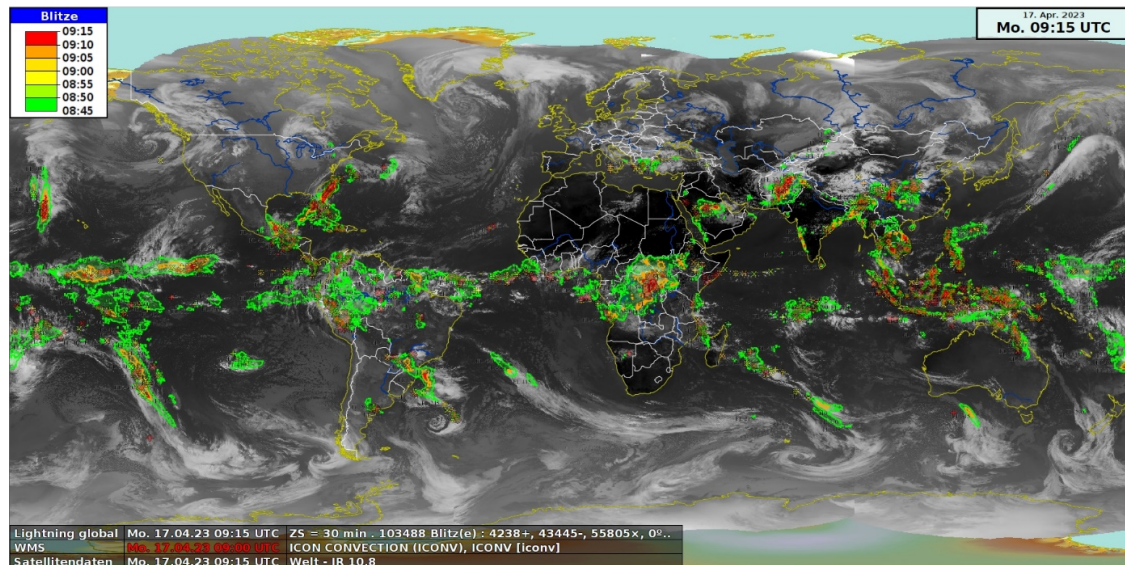 Blitze
09:15
09:10
09:05
09:00
08:55
08:50
08:45
17. Apr. 2023
Mo. 09:15 UTC
Lightning global Mo. 17.04.23 09:15 UTC ZS = 30 min . 103488 Blitz(e) : 4238+, 43445-, 55805x, 0º..
WMS Mo. 17.04.23 09:00 UTC ICON CONVECTION (ICONV), ICONV [iconv]
Satellitendaten Mo. 17.04.23 09:15 UTC Welt - IR 10.8